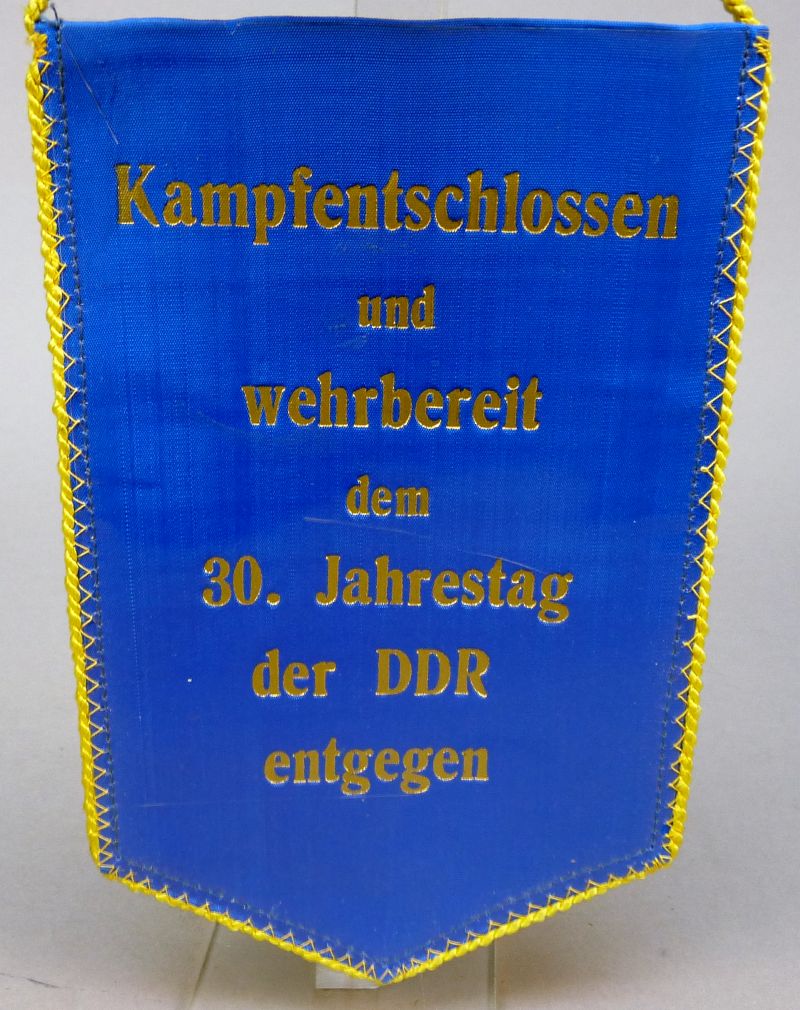 Kampfentschlossen
und
wehrbereit
dem
30. Jahrestag
der DDR
entgegen